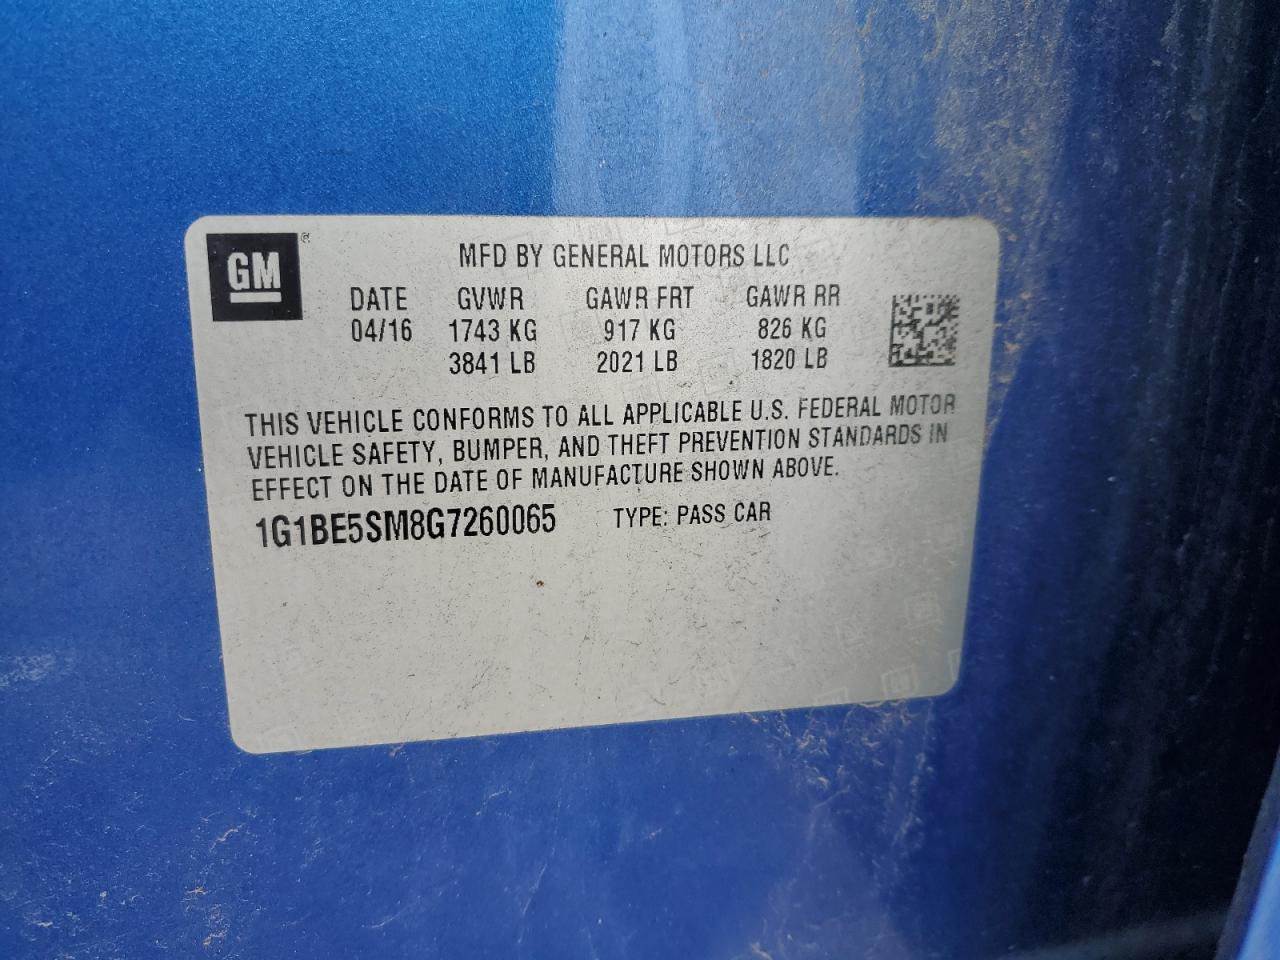 GM
MFD BY GENERAL MOTORS LLC
DATE GVWR GAWR FRT GAWR RR
04/16 1743 KG 917 KG 826 KG
3841 LB 2021 LB 1820 LB
THIS VEHICLE CONFORMS TO ALL APPLICABLE U.S. FEDERAL MOTOR
VEHICLE SAFETY, BUMPER, AND THEFT PREVENTION STANDARDS IN
EFFECT ON THE DATE OF MANUFACTURE SHOWN ABOVE.
1G1BE5SM8G7260065 TYPE: PASS CAR